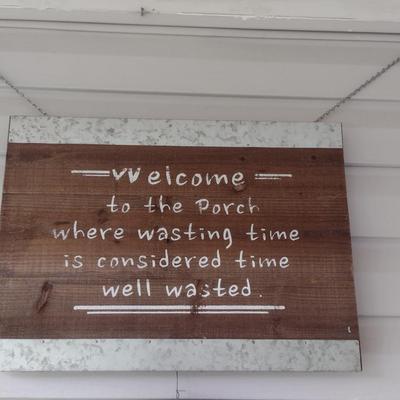 Welcome
to the Porch
where wasting time
is considered time
well wasted.